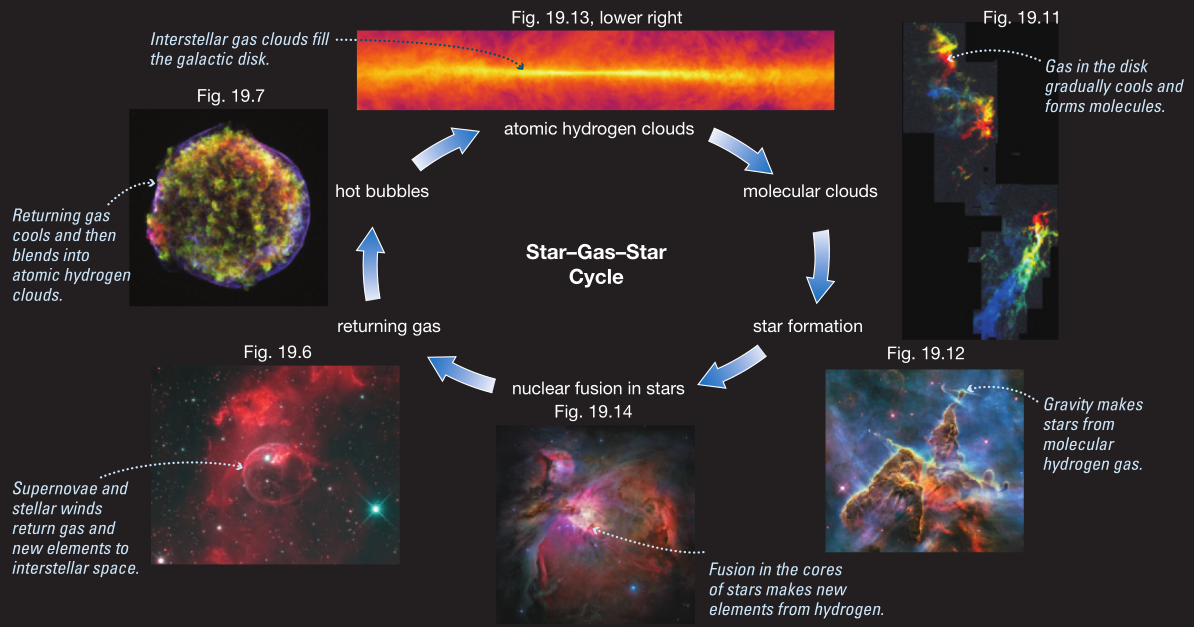 Fig. 19.13, lower right
Interstellar gas clouds fill
the galactic disk.
Fig. 19.11
Gas in the disk
gradually cools and
forms molecules.
Fig. 19.7
atomic hydrogen clouds
hot bubbles
molecular clouds
Returning gas
cools and then
blends into
atomic hydrogen
clouds.
Star–Gas–Star
Cycle
returning gas
star formation
Fig. 19.6
Fig. 19.12
nuclear fusion in stars
Fig. 19.14
Gravity makes
stars from
molecular
hydrogen gas.
Supernovae and
stellar winds
return gas and
new elements to
interstellar space.
Fusion in the cores
of stars makes new
elements from hydrogen.